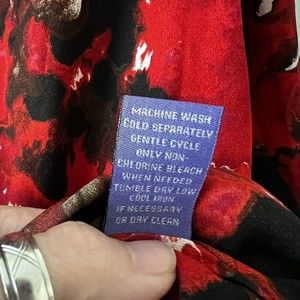 MACHINE WASH
COLD SEPARATELY
GENTLE CYCLE
ONLY NON-
CHLORINE BLEACH
WHEN NEEDED
TUMBLE DAY LOW
COOL IRON
IF NECESSARY
OR DRY CLEAN